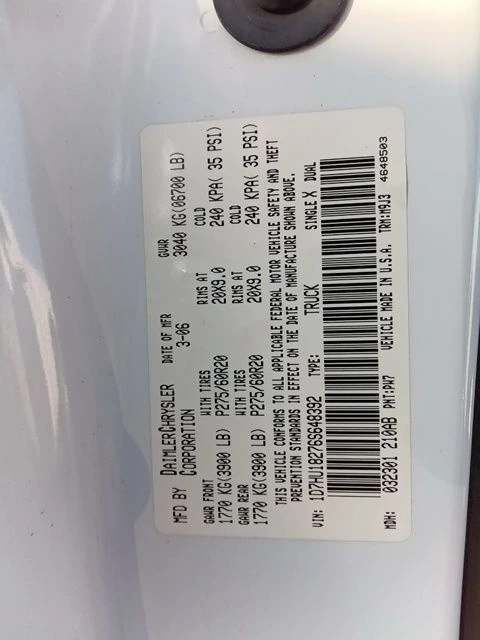 MFD BY DAIMLERCHRYSLER CORPORATION DATE OF MFR 3-06 GVWR 3040 KG(06700 LB)
GAWR FRONT WITH TIRES RIMS AT COLD
1770 KG(3900 LB) P275/60R20 20X9.0 240 KPA( 35 PSI)
GAWR REAR WITH TIRES RIMS AT COLD
1770 KG(3900 LB) P275/60R20 20X9.0 240 KPA( 35 PSI)
THIS VEHICLE CONFORMS TO ALL APPLICABLE FEDERAL MOTOR VEHICLE SAFETY AND THEFT
PREVENTION STANDARDS IN EFFECT ON THE DATE OF MANUFACTURE SHOWN ABOVE.
VIN: 1D7HU18276S648392 TYPE: TRUCK SINGLE X DUAL
MDH: 032301 210AB PNT:PW7 VEHICLE MADE IN U.S.A. TRM:M9J3
4648503